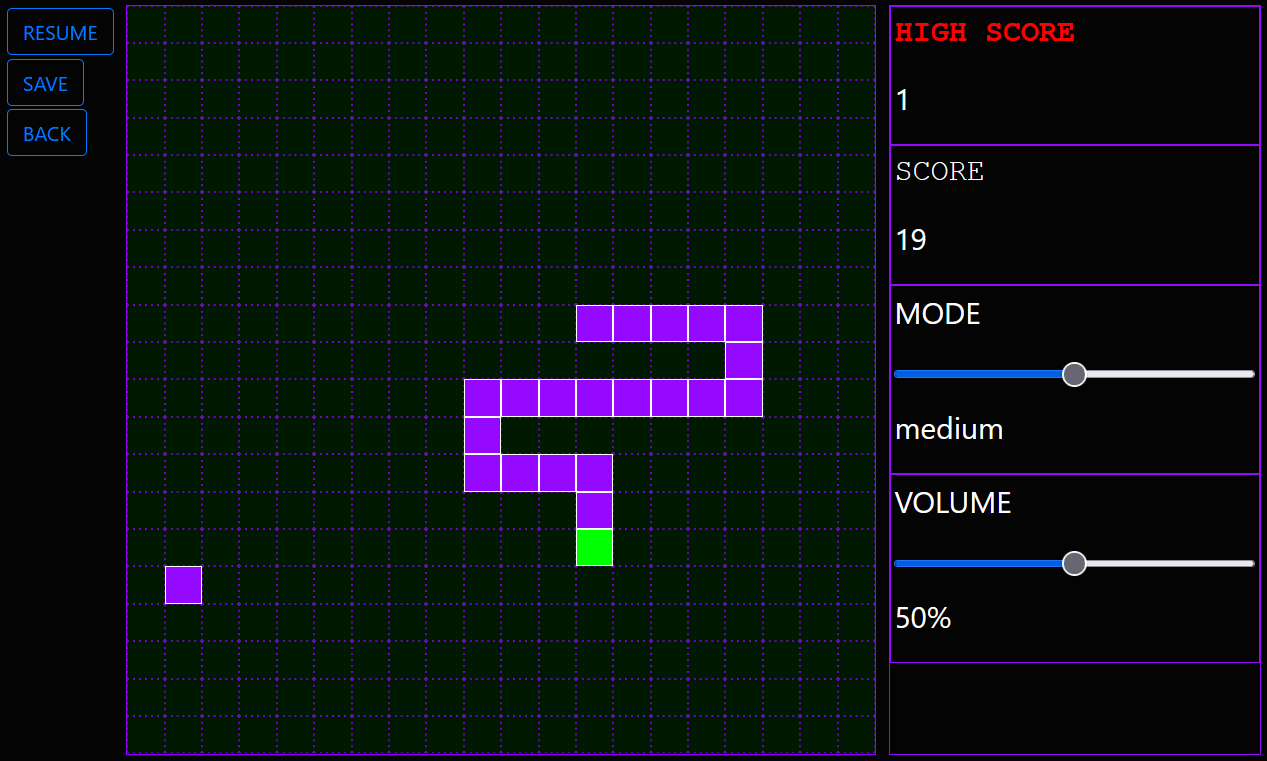 RESUME
SAVE
BACK
HIGH SCORE
1
SCORE
19
MODE
medium
VOLUME
50%